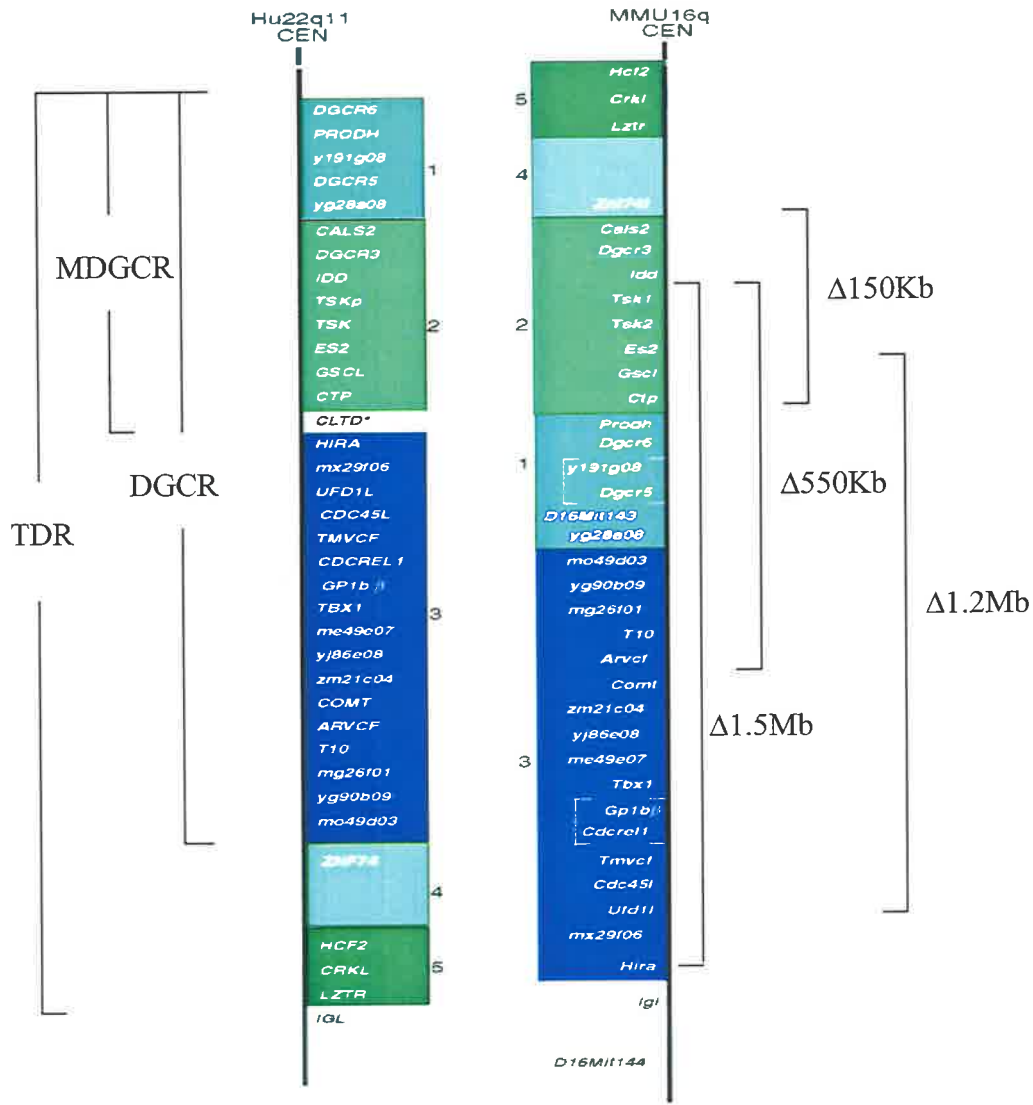 Hu22q11
CEN
DGCR6
PRODH
y191g08
DGCR5
yg28a08
1
CALS2
DGCR3
IDD
TSKp
TSK
ES2
GSCL
CTP
2
CLTD*
HIRA
mx29f06
UFD1L
CDC45L
TMVCF
CDCREL1
GP1b β
TBX1
me49c07
yj86e08
zm21c04
COMT
ARVCF
T10
mg26f01
yg90b09
mo49d03
3
ZNF74
4
HCF2
CRKL
LZTR
5
IGL
MDGCR
DGCR
TDR
MMU16q
CEN
Hcf2
Crkl
Lztr
5
4
Cals2
Dgcr3
Idd
Tsk1
Tsk2
Es2
Gscl
Ctp
2
Prodh
Dgcr6
y191g08
Dgcr5
D16Mit143
yg28a08
1
mo49d03
yg90b09
mg26f01
T10
Arvcf
Comt
zm21c04
yj86e08
me49e07
Tbx1
Gp1bβ
Cdcrel1
Tmvcf
Cdc45l
Ufd1l
mx29f06
Hira
3
Igl
D16Mit144
Δ150Kb
Δ550Kb
Δ1.2Mb
Δ1.5Mb